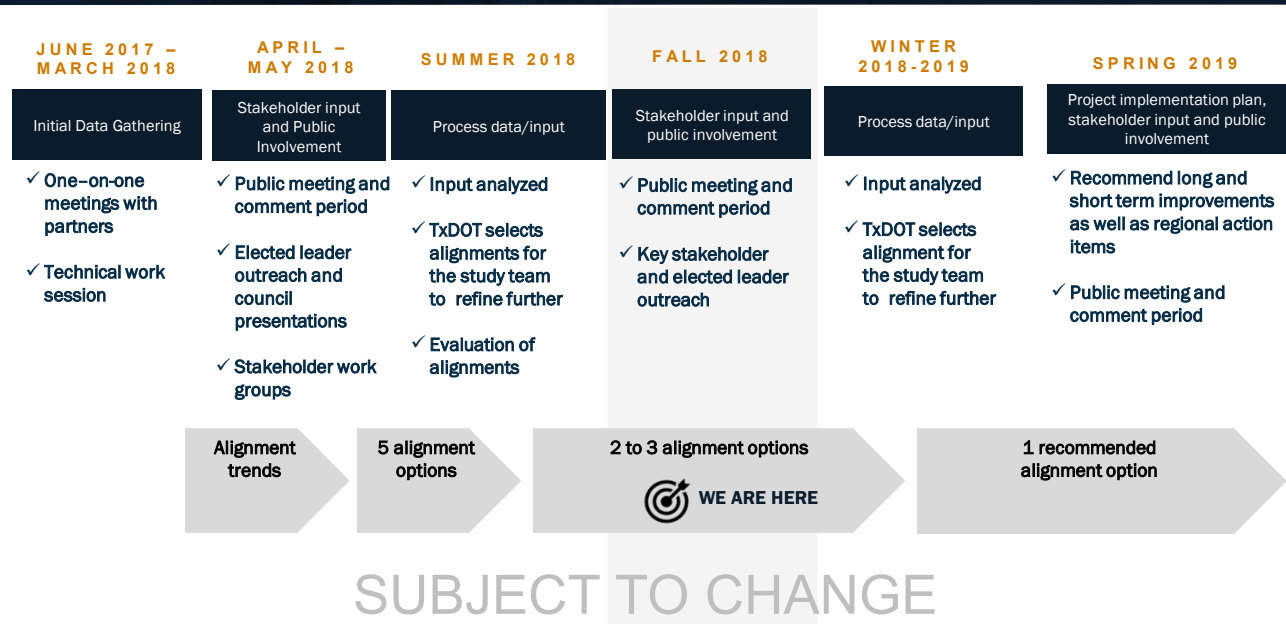 JUNE 2017 –
MARCH 2018
Initial Data Gathering
✓ One–on-one
meetings with
partners
✓ Technical work
session
APRIL –
MAY 2018
Stakeholder input
and Public
Involvement
✓ Public meeting and
comment period
✓ Elected leader
outreach and
council
presentations
✓ Stakeholder work
groups
SUMMER 2018
Process data/input
✓ Input analyzed
✓ TxDOT selects
alignments for
the study team
to refine further
✓ Evaluation of
alignments
FALL 2018
Stakeholder input and
public involvement
✓ Public meeting and
comment period
✓ Key stakeholder
and elected leader
outreach
WINTER
2018-2019
Process data/input
✓ Input analyzed
✓ TxDOT selects
alignment for
the study team
to refine further
SPRING 2019
Project implementation plan,
stakeholder input and public
involvement
✓ Recommend long and
short term improvements
as well as regional action
items
✓ Public meeting and
comment period
Alignment
trends
5 alignment
options
2 to 3 alignment options
WE ARE HERE
1 recommended
alignment option
SUBJECT TO CHANGE